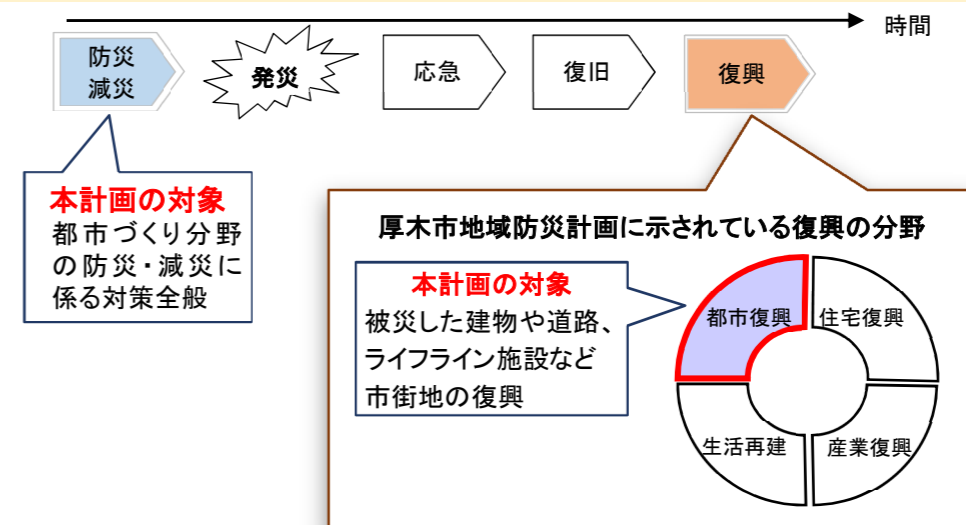 時間
防災
減災
発災
応急
復旧
復興
本計画の対象
都市づくり分野
の防災・減災に
係る対策全般
厚木市地域防災計画に示されている復興の分野
本計画の対象
被災した建物や道路、
ライフライン施設など
市街地の復興
都市復興
住宅復興
生活再建
産業復興